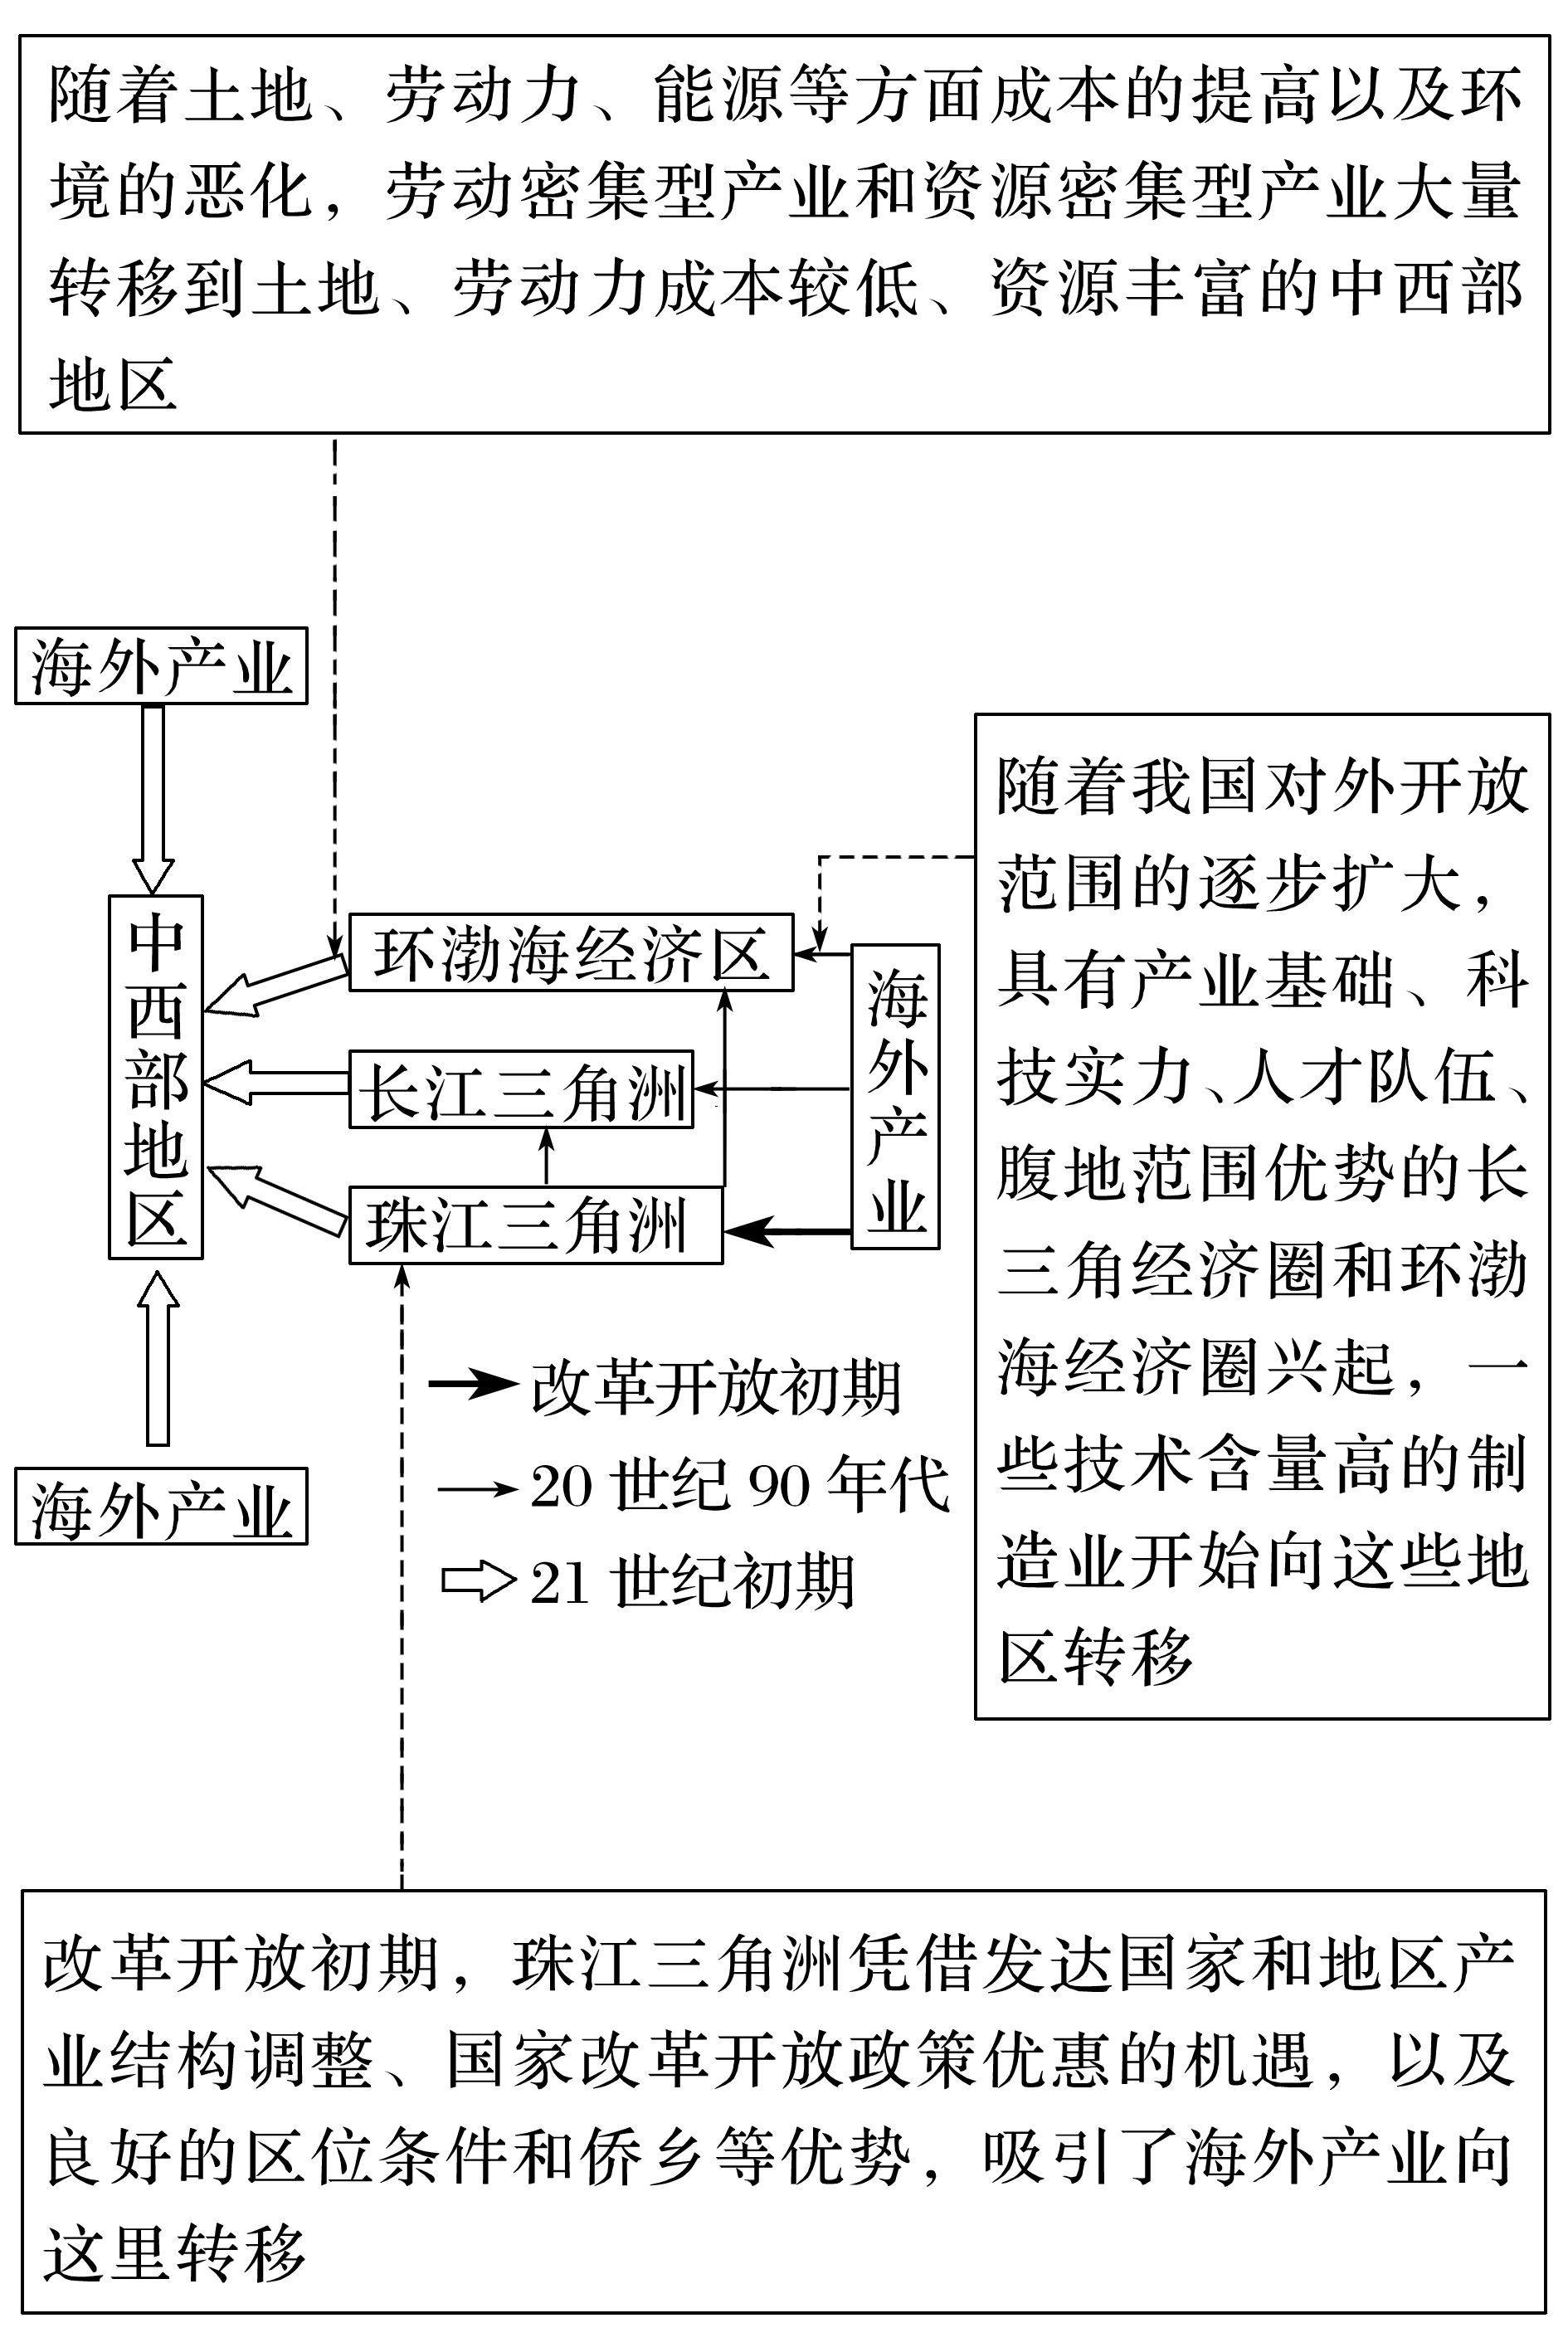 随着土地、劳动力、能源等方面成本的提高以及环
境的恶化，劳动密集型产业和资源密集型产业大量
转移到土地、劳动力成本较低、资源丰富的中西部
地区
海外产业
中西部地区
环渤海经济区
长江三角洲
珠江三角洲
海外产业
海外产业
改革开放初期
20 世纪 90 年代
21 世纪初期
随着我国对外开放
范围的逐步扩大，
具有产业基础、科
技实力、人才队伍、
腹地范围优势的长
三角经济圈和环渤
海经济圈兴起，一
些技术含量高的制
造业开始向这些地
区转移
改革开放初期，珠江三角洲凭借发达国家和地区产
业结构调整、国家改革开放政策优惠的机遇，以及
良好的区位条件和侨乡等优势，吸引了海外产业向
这里转移